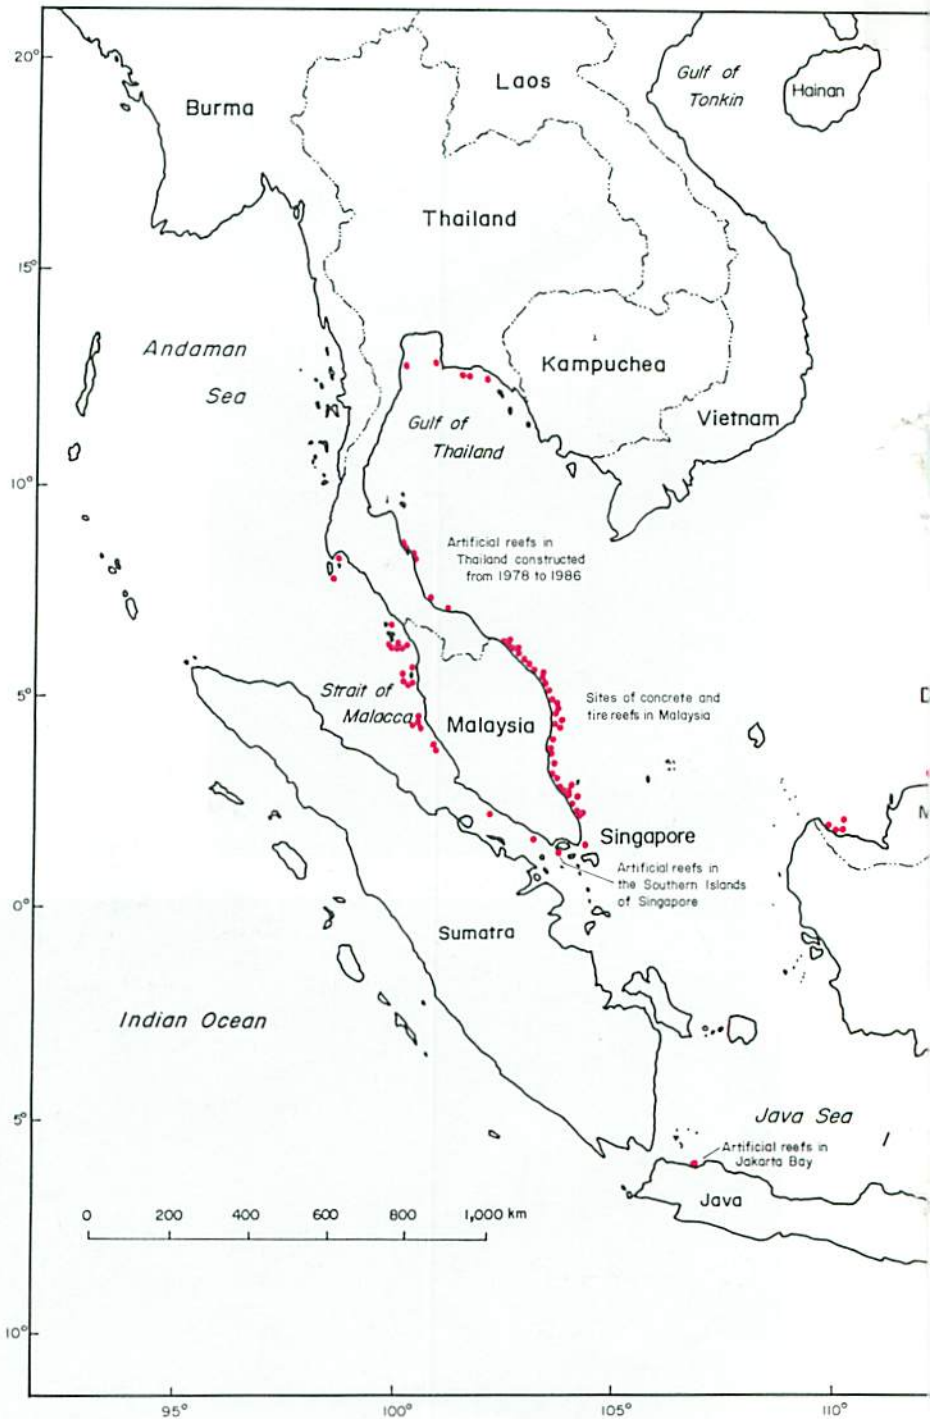 20°
Burma
Laos
Gulf of
Tonkin
Hainan
Thailand
15°
Andaman
Sea
Kampuchea
Vietnam
Gulf of
Thailand
10°
Artificial reefs in
Thailand constructed
from 1978 to 1986
5°
Strait of
Malacca
Malaysia
Sites of concrete and
tire reefs in Malaysia
Singapore
Artificial reefs in
the Southern Islands
of Singapore
0°
Sumatra
Indian Ocean
5°
Java Sea
I
Artificial reefs in
Jakarta Bay
Java
0 200 400 600 800 1,000 km
10°
95° 100° 105° 110°